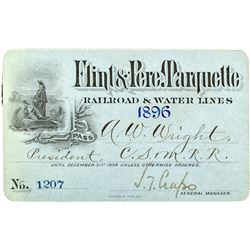 Flint & Pere Marquette
RAILROAD & WATER LINES
1896
PASS
A.W. Wright,
President C.S.&M.R.R.
UNTIL DECEMBER 31ST 1896 UNLESS OTHERWISE ORDERED.
No. 1207
GENERAL MANAGER.